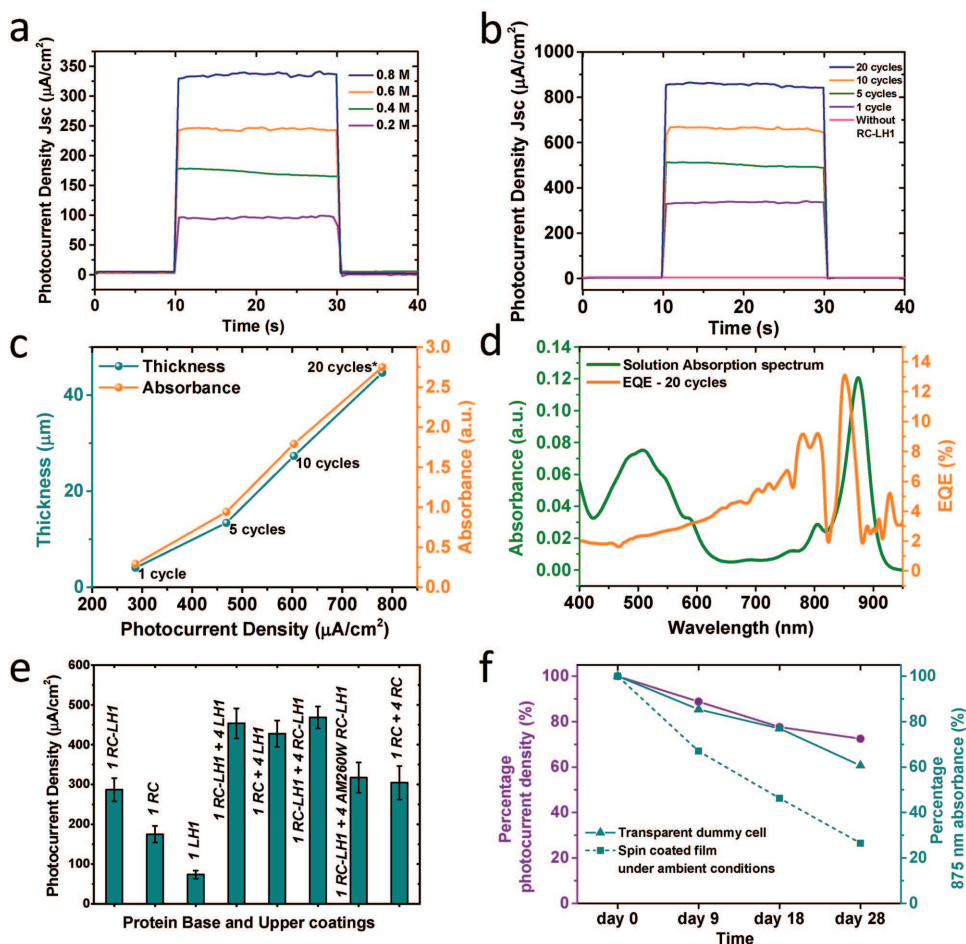 a
Photocurrent Density Jsc (µA/cm²)
350
300
250
200
150
100
50
0
0.8 M
0.6 M
0.4 M
0.2 M
0 10 20 30 40
Time (s)
b
Photocurrent Density Jsc (µA/cm²)
1000
800
600
400
200
0
20 cycles
10 cycles
5 cycles
1 cycle
Without
RC-LH1
0 10 20 30 40
Time (s)
c
Thickness (µm)
40
20
0
Thickness
Absorbance
20 cycles*
10 cycles
5 cycles
1 cycle
3.0
2.5
2.0
1.5
1.0
0.5
0.0
Absorbance (a.u.)
200 300 400 500 600 700 800
Photocurrent Density (µA/cm²)
d
Absorbance (a.u.)
0.14
0.12
0.10
0.08
0.06
0.04
0.02
0.00
Solution Absorption spectrum
EQE - 20 cycles
14
12
10
8
6
4
2
0
EQE (%)
400 500 600 700 800 900
Wavelength (nm)
e
Photocurrent Density (µA/cm²)
600
500
400
300
200
100
0
1 RC-LH1
1 RC
1 LH1
1 RC-LH1 + 4 LH1
1 RC + 4 LH1
1 RC-LH1 + 4 RC-LH1
1 RC-LH1 + 4 AM260W RC-LH1
1 RC + 4 RC
Protein Base and Upper coatings
f
Percentage
photocurrent density (%)
100
80
60
40
20
0
Transparent dummy cell
Spin coated film
under ambient conditions
100
80
60
40
20
0
Percentage
875 nm absorbance (%)
day 0 day 9 day 18 day 28
Time